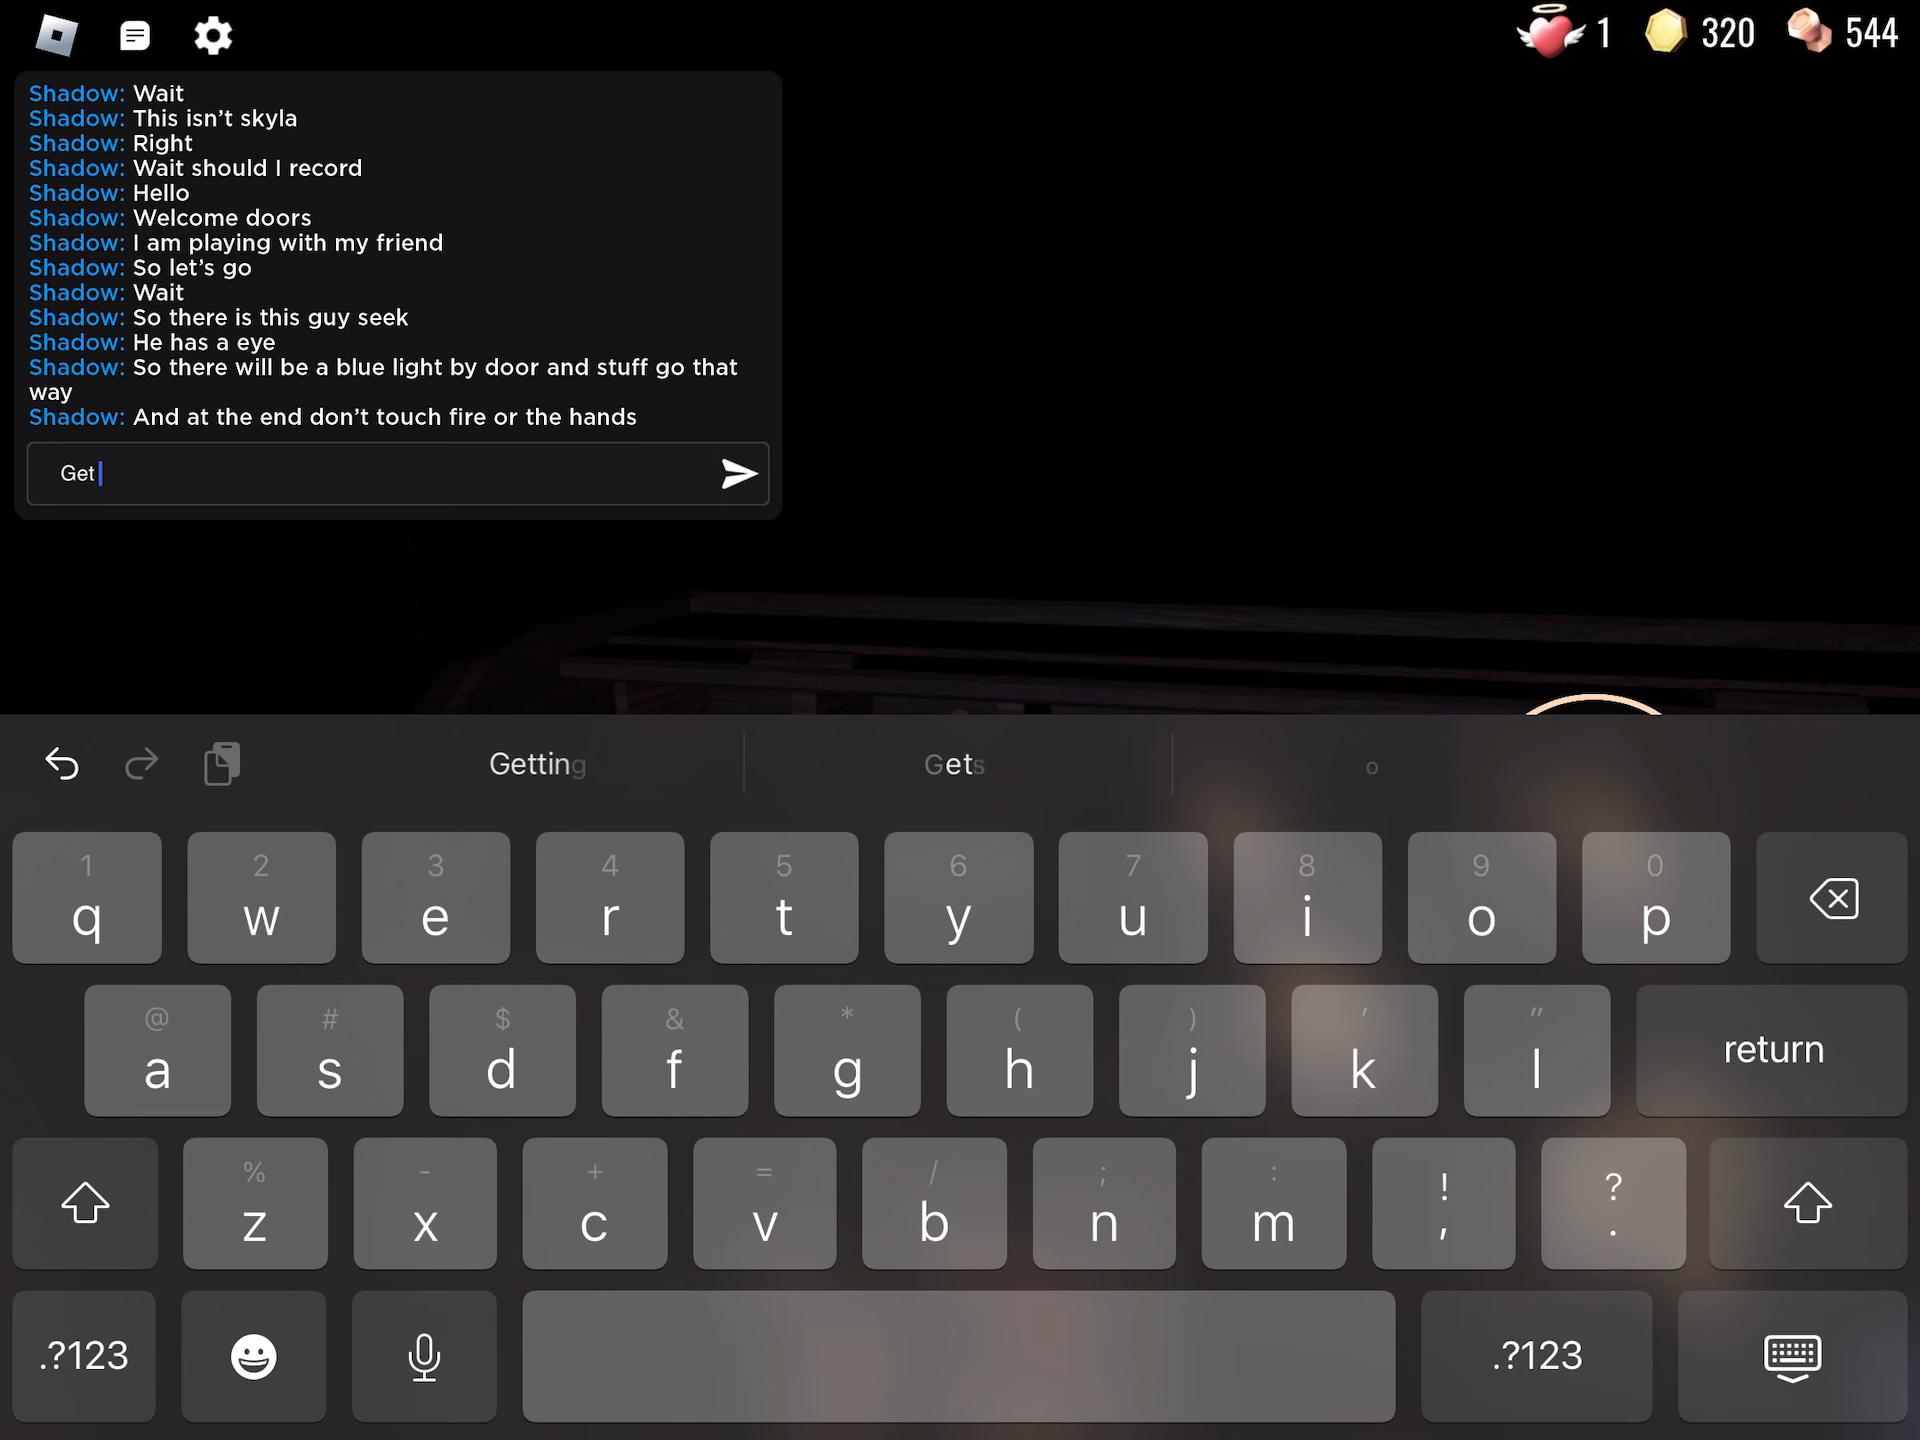 1 320 544
Shadow: Wait
Shadow: This isn’t skyla
Shadow: Right
Shadow: Wait should I record
Shadow: Hello
Shadow: Welcome doors
Shadow: I am playing with my friend
Shadow: So let’s go
Shadow: Wait
Shadow: So there is this guy seek
Shadow: He has a eye
Shadow: So there will be a blue light by door and stuff go that
way
Shadow: And at the end don’t touch fire or the hands
Get
Getting Gets o
1 2 3 4 5 6 7 8 9 0
q w e r t y u i o p
@ # $ & * ( ) ' "
a s d f g h j k l return
% - + = / ; : ! ?
z x c v b n m , .
.?123 .?123